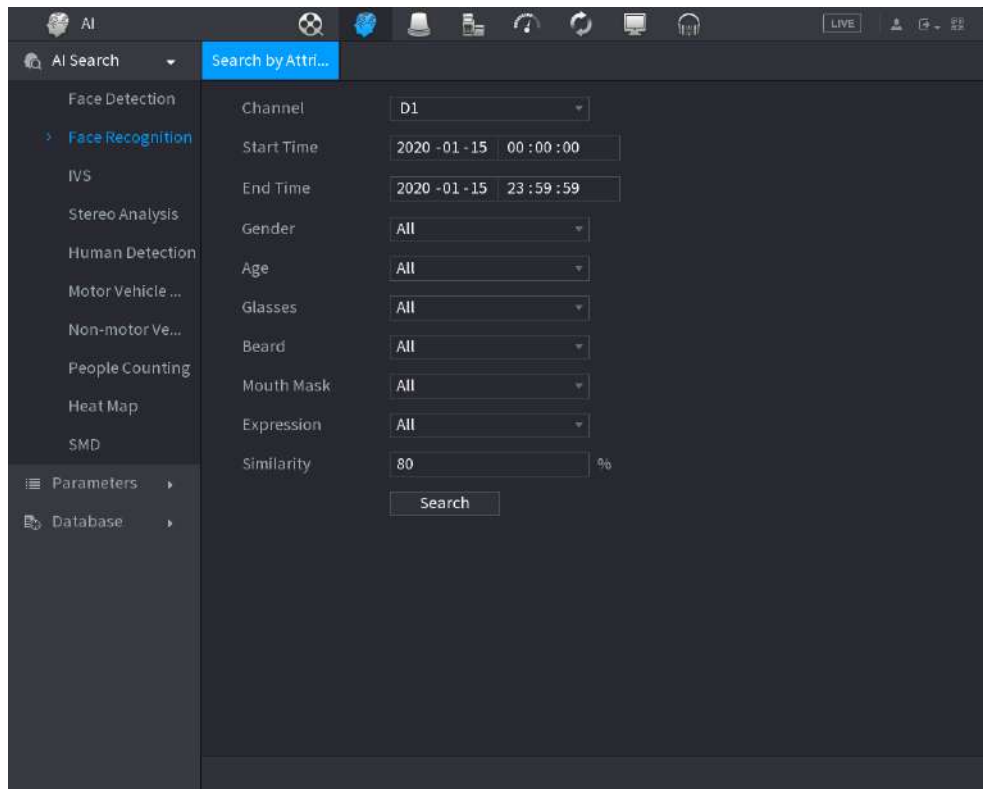 AI
LIVE
AI Search
Search by Attri...
Face Detection
Face Recognition
IVS
Stereo Analysis
Human Detection
Motor Vehicle ...
Non-motor Ve...
People Counting
Heat Map
SMD
Parameters
Database
Channel D1
Start Time 2020 -01 -15 00 : 00 : 00
End Time 2020 -01 -15 23 : 59 : 59
Gender All
Age All
Glasses All
Beard All
Mouth Mask All
Expression All
Similarity 80 %
Search